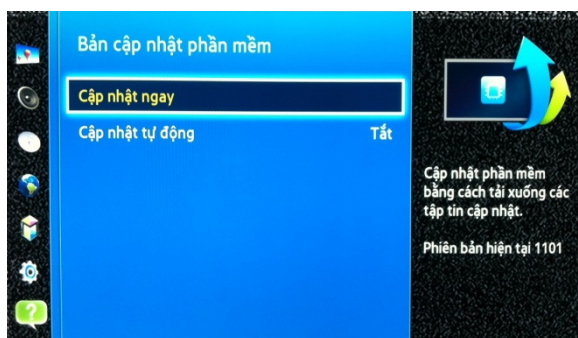 Bản cập nhật phần mềm
Cập nhật ngay
Cập nhật tự động Tắt
Cập nhật phần mềm
bằng cách tải xuống các
tập tin cập nhật.
Phiên bản hiện tại 1101